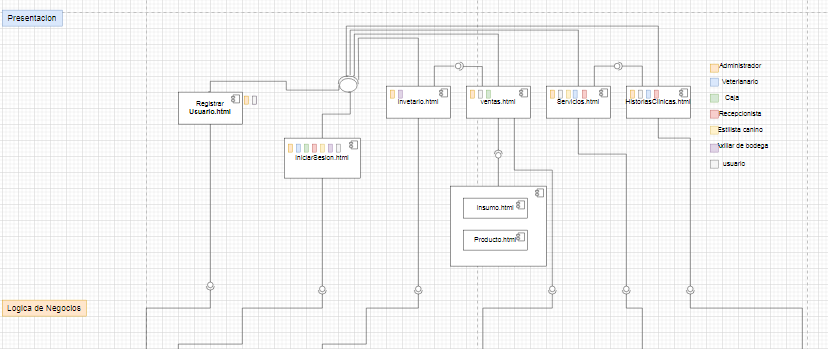 Presentacion
Registrar
Usuario.html
IniciarSesion.html
Invetario.html
ventas.html
Servicios.html
HistoriasClinicas.html
Insumo.html
Producto.html
Administrador
Veterianario
Caja
Recepcionista
Estilista canino
Auxiliar de bodega
usuario
Logica de Negocios